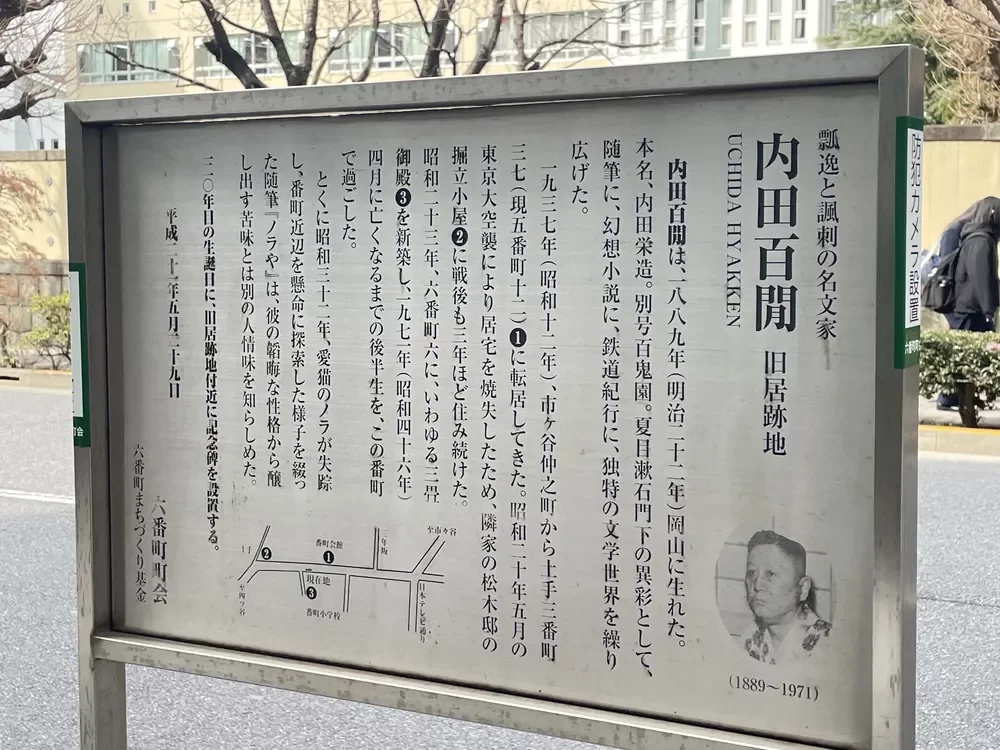 瓢逸と諷刺の名文家
内田百閒 旧居跡地
UCHIDA HYAKKEN
(1889〜1971)
内田百閒は、一八八九年(明治二十二年)岡山に生れた。
本名、内田栄造。別号百鬼園。夏目漱石門下の異彩として、
随筆に、幻想小説に、鉄道紀行に、独特の文学世界を繰り
広げた。
一九三七年(昭和十二年)、市ヶ谷仲之町から土手三番町
三七(現五番町十二)❶に転居してきた。昭和二十年五月の
東京大空襲により居宅を焼失したため、隣家の松木邸の
掘立小屋❷に戦後も三年ほど住み続けた。
昭和二十三年、六番町六に、いわゆる三畳
御殿❸を新築し、一九七一年(昭和四十六年)
四月に亡くなるまでの後半生を、この番町
で過ごした。
とくに昭和三十二年、愛猫のノラが失踪
し、番町近辺を懸命に探索した様子を綴っ
た随筆『ノラや』は、彼の韜晦な性格から醸
し出す苦味とは別の人情味を知らしめた。
一二〇年目の生誕日に、旧居跡地付近に記念碑を設置する。
平成二十一年五月二十九日
六番町町会
六番町まちづくり基金
至市ヶ谷
三年坂
番町会館
❶
❷
土手
現在地
❸
至四ツ谷
番町小学校
日本テレビ通り
防犯カメラ設置
町会